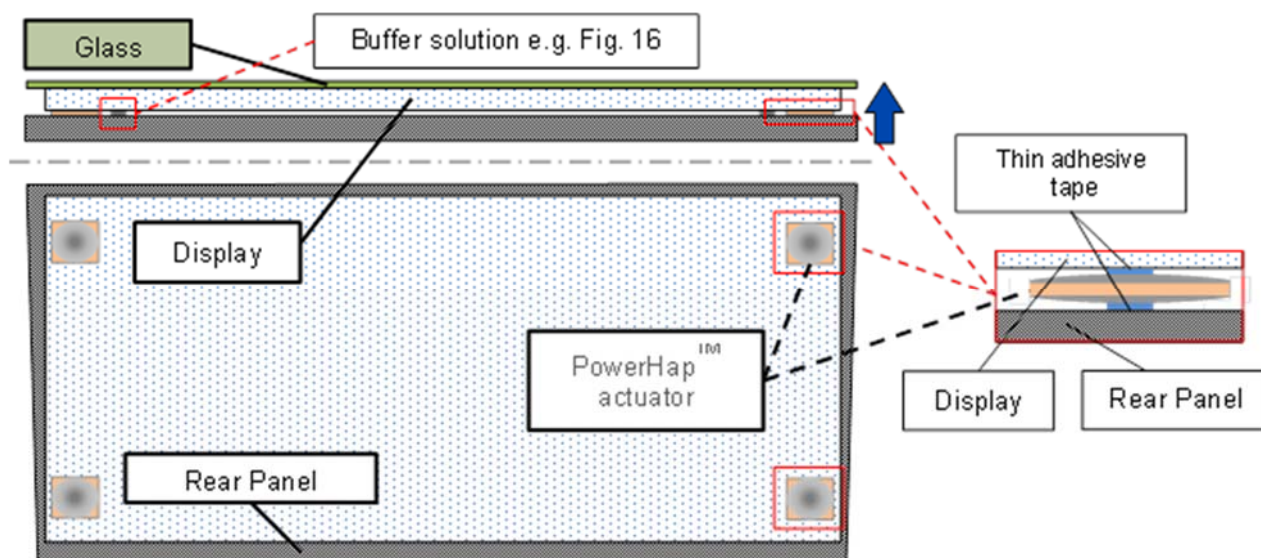 Glass
Buffer solution e.g. Fig. 16
Thin adhesive
tape
Display
PowerHap™
actuator
Display
Rear Panel
Rear Panel